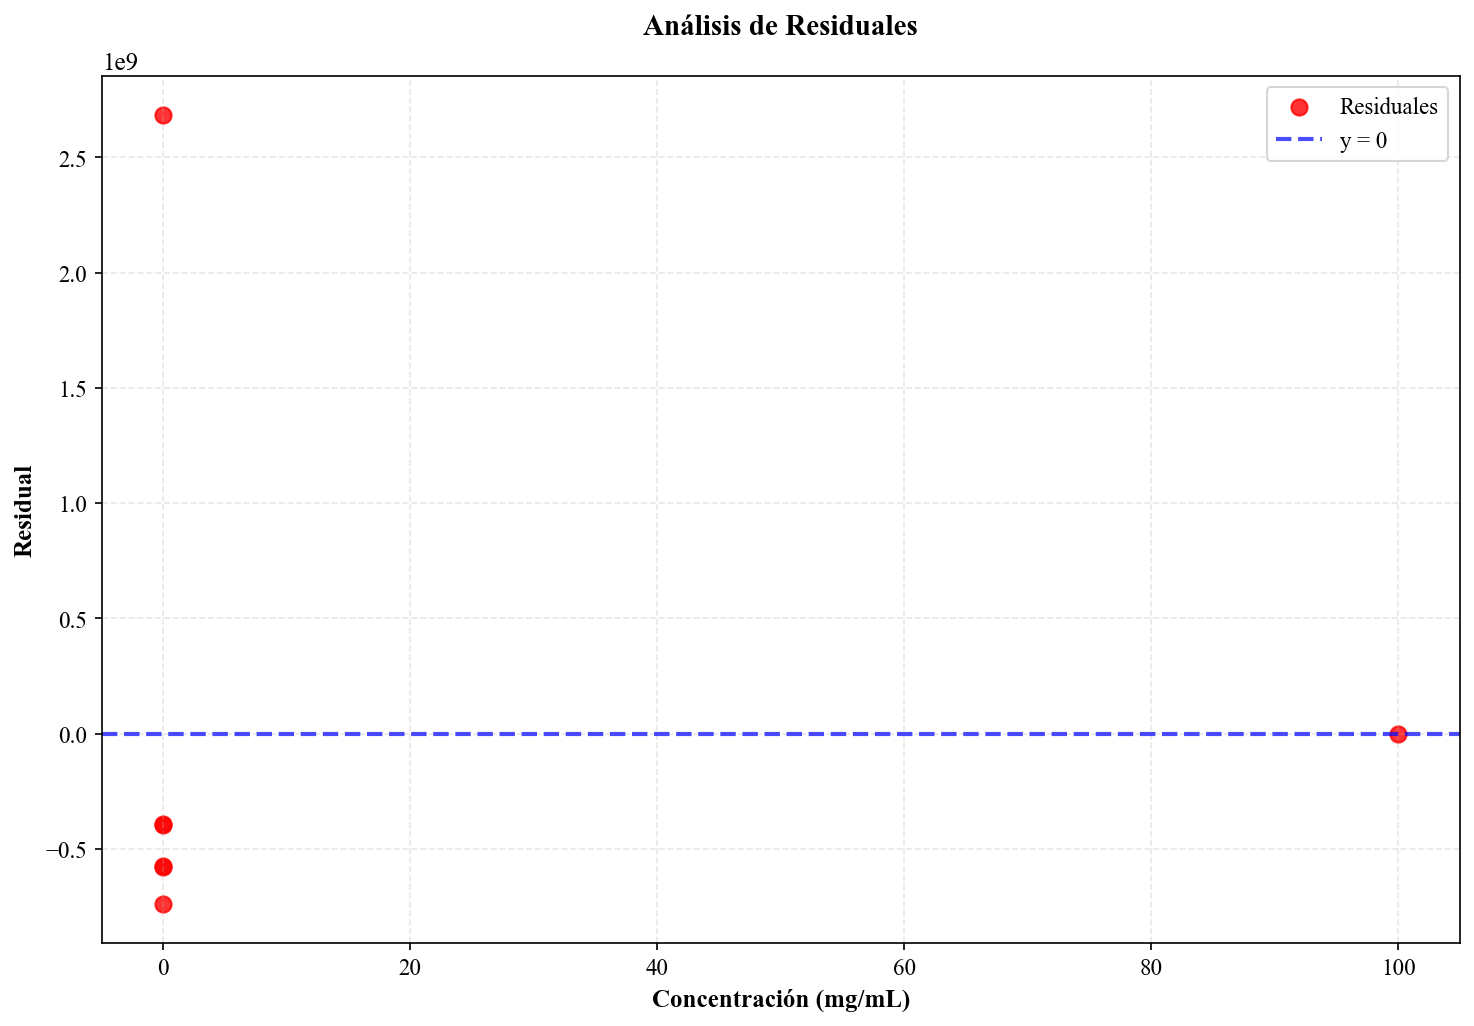 Análisis de Residuales
1e9
Residuales
y = 0
2.5
2.0
1.5
1.0
0.5
0.0
−0.5
Residual
0 20 40 60 80 100
Concentración (mg/mL)